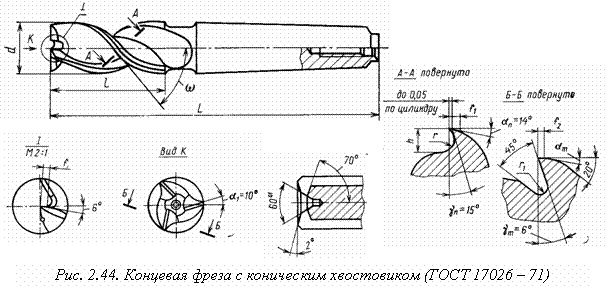 I
A
A
K
d
L
ω
L
А-А повернуто
до 0,05
по цилиндру
f₁
αn=14°
h
r
γn=15°
Б-Б повернуто
f₂
αm
45°
20°
r₁
γm=6°
I
М 2:1
f
6°
Вид К
Б
Б
α₁=10°
70°
60°
2°
Рис. 2.44. Концевая фреза с коническим хвостовиком (ГОСТ 17026 – 71)